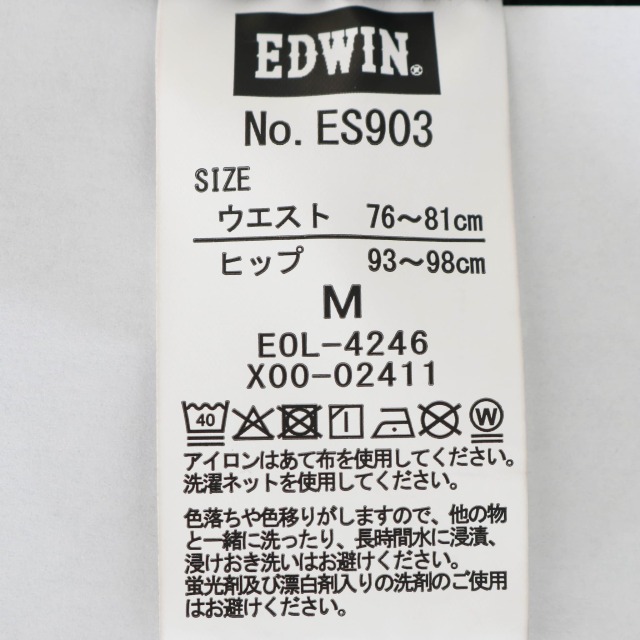 EDWIN®
No. ES903
SIZE
ウエスト 76～81cm
ヒップ 93～98cm
M
EOL-4246
X00-02411
40 W
アイロンはあて布を使用してください。
洗濯ネットを使用してください。
色落ちや色移りがしますので、他の物
と一緒に洗ったり、長時間水に浸漬、
浸けおき洗いはお避けください。
蛍光剤及び漂白剤入りの洗剤のご使用
はお避けください。